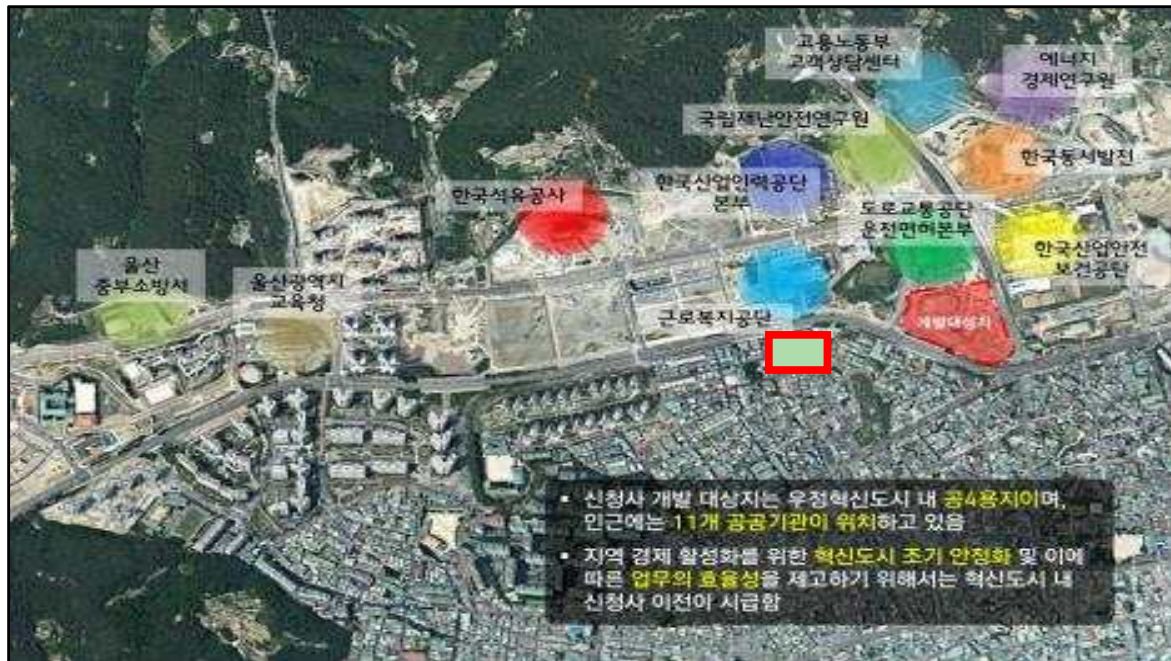 고용노동부
고객상담센터
에너지
경제연구원
국립재난안전연구원
한국동서발전
한국산업인력공단
본부
한국석유공사
도로교통공단
운전면허본부
한국산업안전
보건공단
울산
중부소방서
울산광역시
교육청
근로복지공단
개발대상지
▪ 신청사 개발 대상지는 우정혁신도시 내 공4용지이며,
인근에는 11개 공공기관이 위치하고 있음
▪ 지역 경제 활성화를 위한 혁신도시 조기 안정화 및 이에
따른 업무의 효율성을 제고하기 위해서는 혁신도시 내
신청사 이전이 시급함